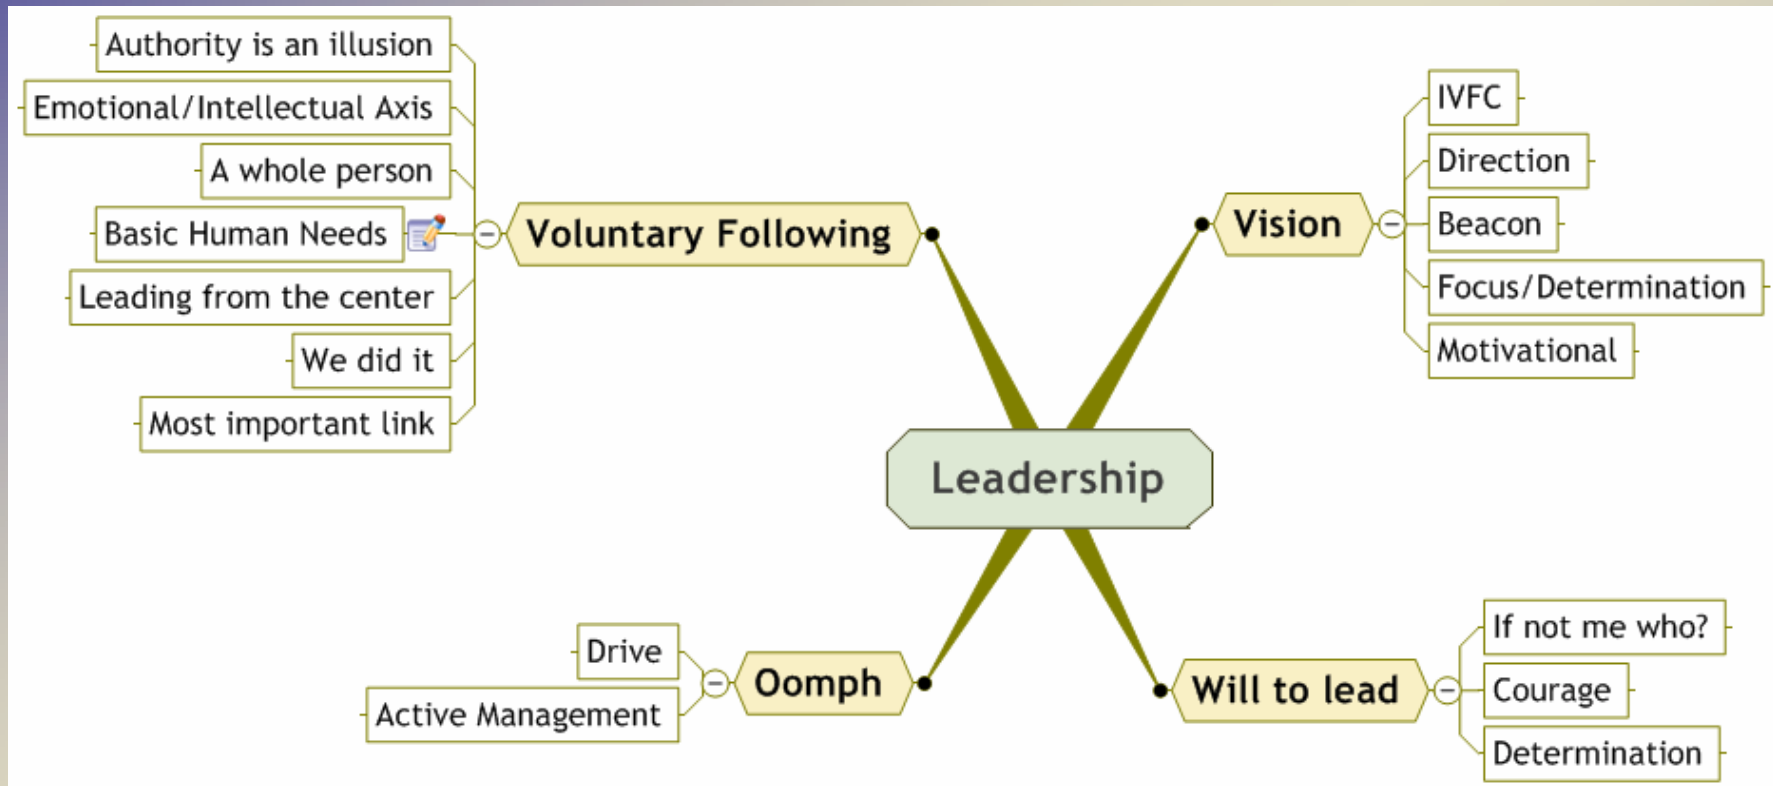 Authority is an illusion
Emotional/Intellectual Axis
A whole person
Basic Human Needs
Leading from the center
We did it
Most important link
Voluntary Following
Vision
IVFC
Direction
Beacon
Focus/Determination
Motivational
Leadership
Drive
Active Management
Oomph
Will to lead
If not me who?
Courage
Determination